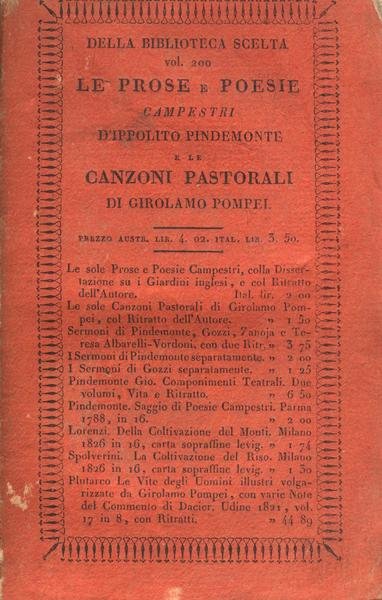 DELLA BIBLIOTECA SCELTA
vol. 200
LE PROSE E POESIE
CAMPESTRI
D'IPPOLITO PINDEMONTE
E LE
CANZONI PASTORALI
DI GIROLAMO POMPEI.
PREZZO AUSTR. LIR. 4. 02. ITAL. LIR. 3. 50.
Le sole Prose e Poesie Campestri, colla Disser-
tazione su i Giardini inglesi, e col Ritratto
dell'Autore. Ital. lir. 2 00
Le sole Canzoni Pastorali di Girolamo Pom-
pei, col Ritratto dell'Autore. » 1 50
Sermoni di Pindemonte, Gozzi, Zanoja e Te-
resa Albarelli-Vordoni, con due Ritr. » 3 75
I Sermoni di Pindemonte separatamente. » 2 00
I Sermoni di Gozzi separatamente. » 1 25
Pindemonte Gio. Componimenti Teatrali. Due
volumi, Vita e Ritratto. » 6 50
Pindemonte. Saggio di Poesie Campestri. Parma
1788, in 16. » 2 00
Lorenzi. Della Coltivazione del Monti. Milano
1826 in 16, carta sopraffine levig. » 1 74
Spolverini. La Coltivazione del Riso. Milano
1826 in 16, carta sopraffine levig. » 1 30
Plutarco Le Vite degli Uomini illustri volga-
rizzate da Girolamo Pompei, con varie Note
del Commento di Dacier. Udine 1821, vol.
17 in 8, con Ritratti. » 44 89